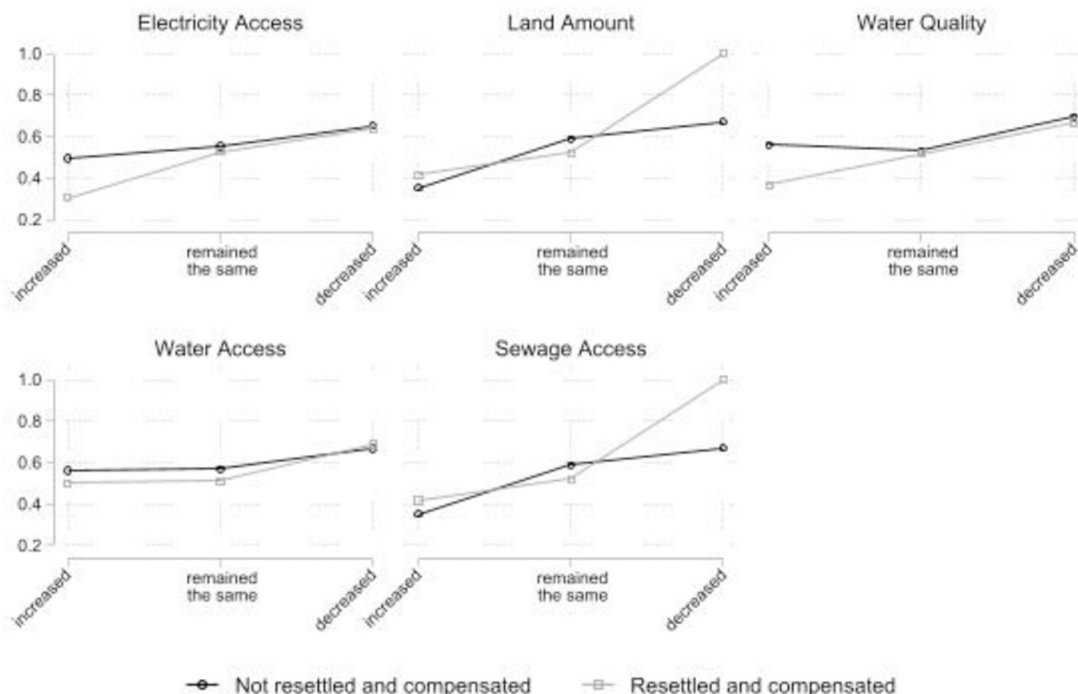 Electricity Access Land Amount Water Quality
1.0
0.8
0.6
0.4
0.2
increased remained the same decreased increased remained the same decreased increased remained the same decreased
Water Access Sewage Access
1.0
0.8
0.6
0.4
0.2
increased remained the same decreased increased remained the same decreased
Not resettled and compensated Resettled and compensated